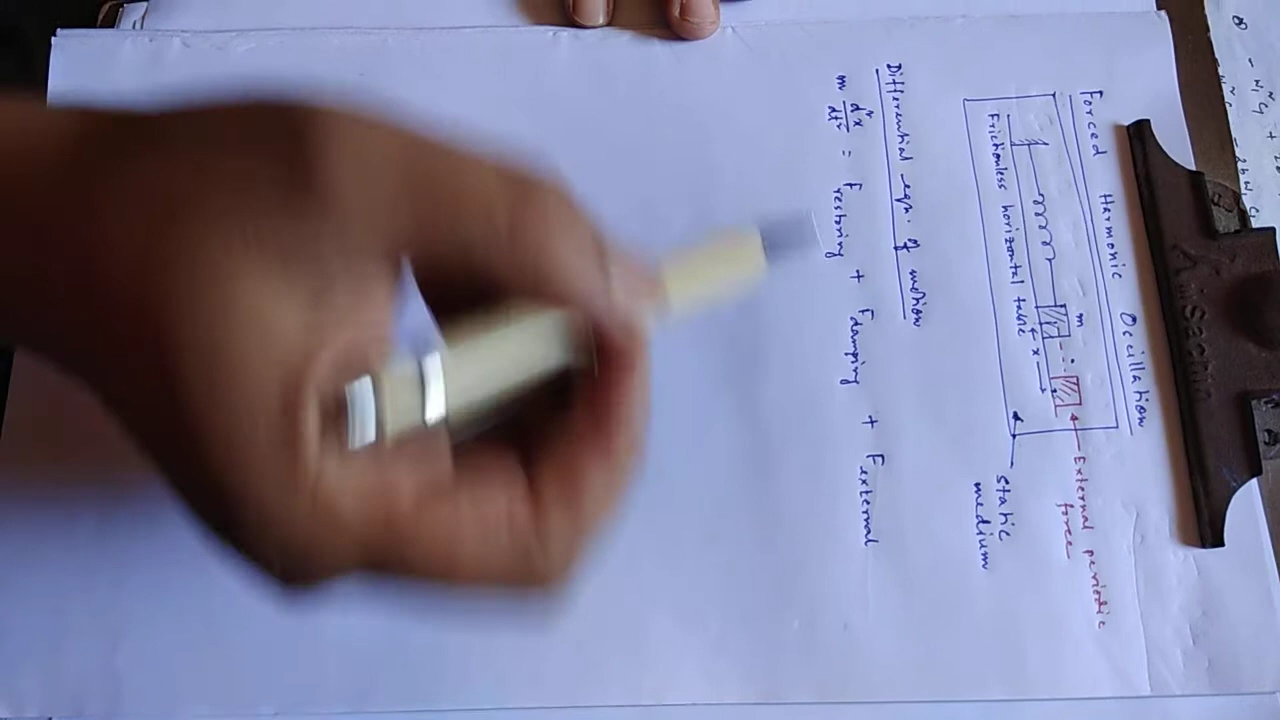 Forced Harmonic Oscillation
m
x
External periodic
force
Frictionless horizontal table
static
medium
Differential eqn. of motion
m d²x/dt² = F restoring + F damping + F external